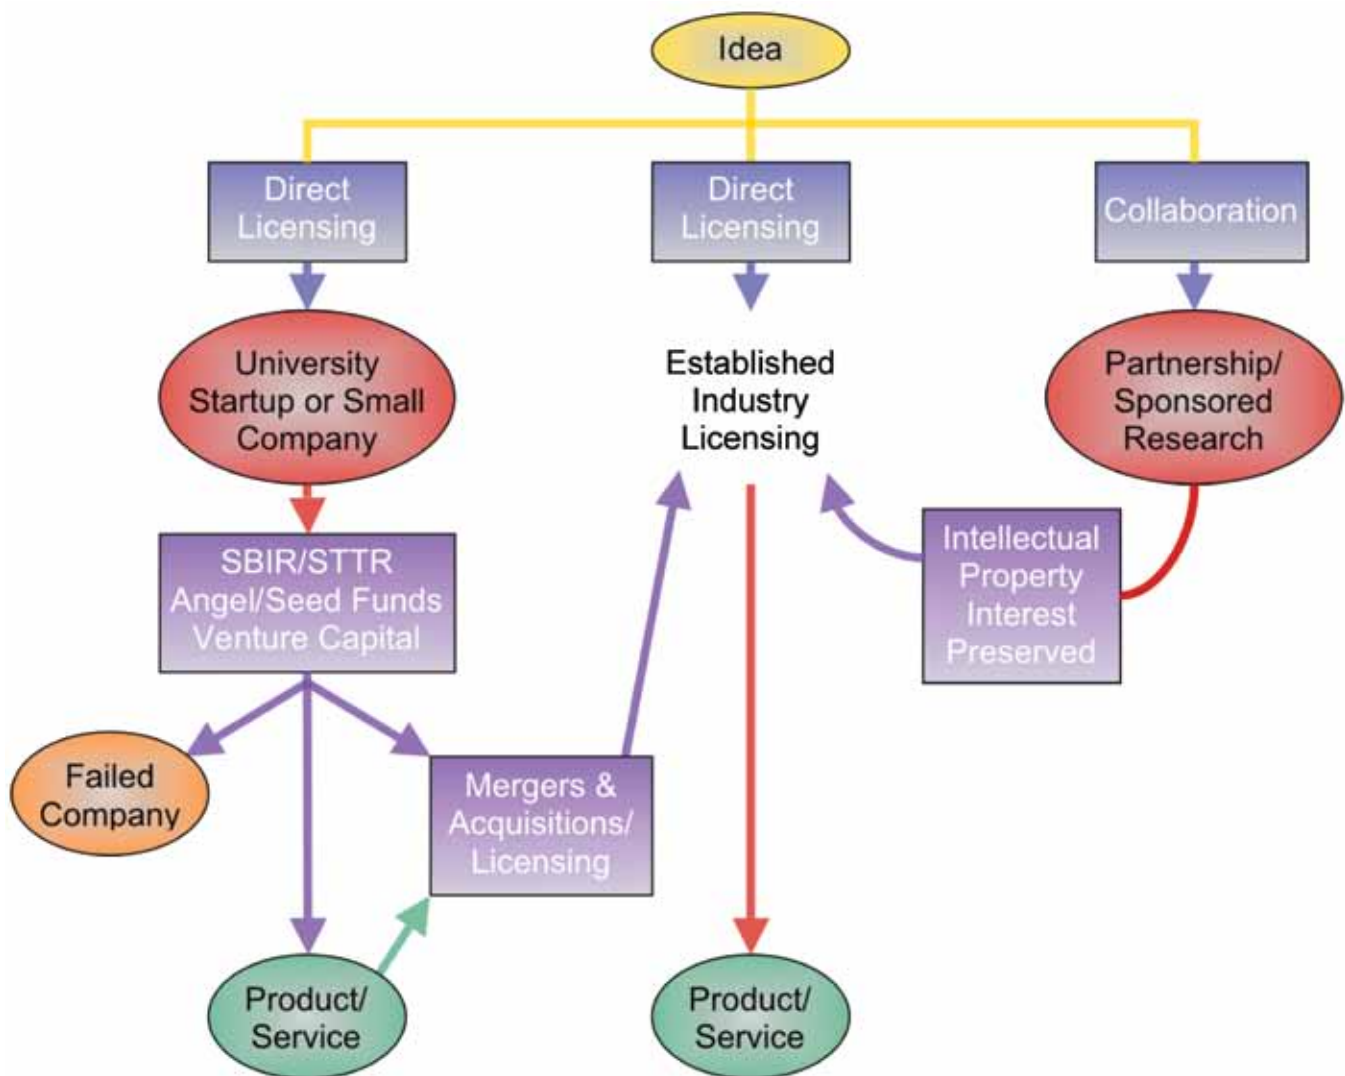 Idea
Direct
Licensing
Direct
Licensing
Collaboration
University
Startup or Small
Company
Established
Industry
Licensing
Partnership/
Sponsored
Research
SBIR/STTR
Angel/Seed Funds
Venture Capital
Intellectual
Property
Interest
Preserved
Failed
Company
Mergers &
Acquisitions/
Licensing
Product/
Service
Product/
Service